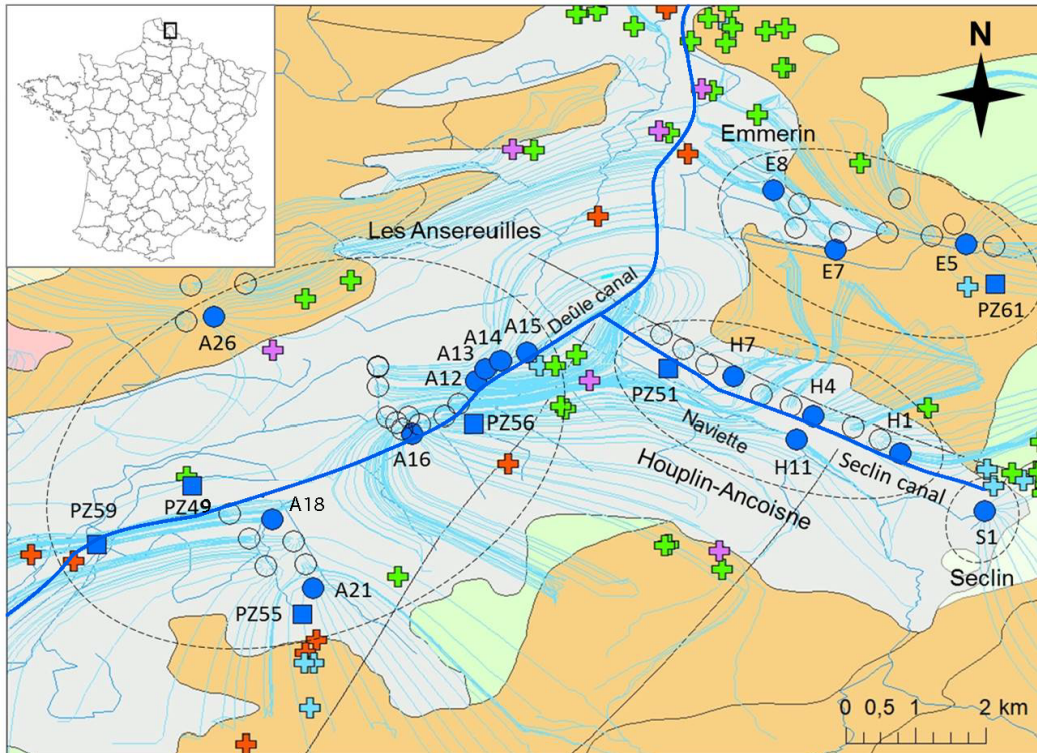 N
Emmerin
E8
Les Ansereuilles
E7
E5
PZ61
Deûle canal
A26
A15
A14
A13
A12
H7
PZ51
H4
PZ56
Naviette
H1
A16
H11
Seclin canal
Houplin-Ancoisne
PZ59
PZ49
A18
S1
Seclin
A21
PZ55
0 0,5 1 2 km